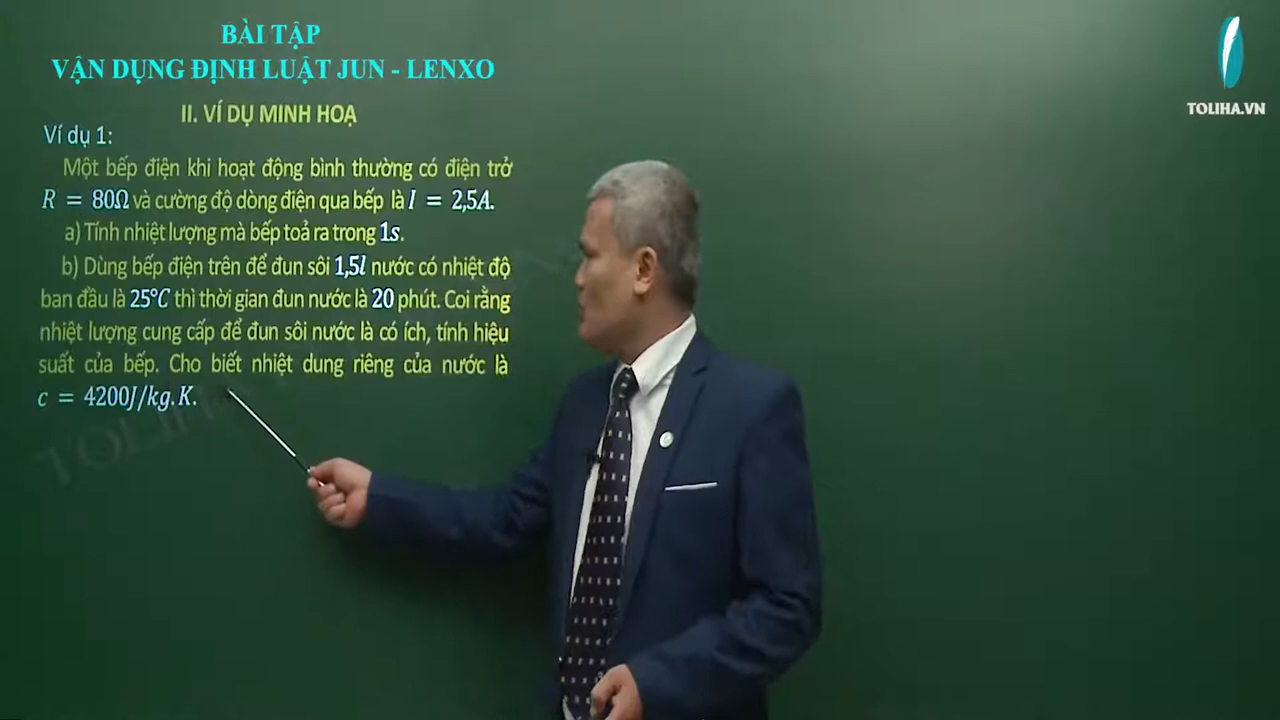 BÀI TẬP
VẬN DỤNG ĐỊNH LUẬT JUN - LENXO
TOLIHA.VN
II. VÍ DỤ MINH HOẠ
Ví dụ 1:
Một bếp điện khi hoạt động bình thường có điện trở
R = 80Ω và cường độ dòng điện qua bếp là I = 2,5A.
a) Tính nhiệt lượng mà bếp toả ra trong 1s.
b) Dùng bếp điện trên để đun sôi 1,5l nước có nhiệt độ
ban đầu là 25°C thì thời gian đun nước là 20 phút. Coi rằng
nhiệt lượng cung cấp để đun sôi nước là có ích, tính hiệu
suất của bếp. Cho biết nhiệt dung riêng của nước là
c = 4200J/kg.K.